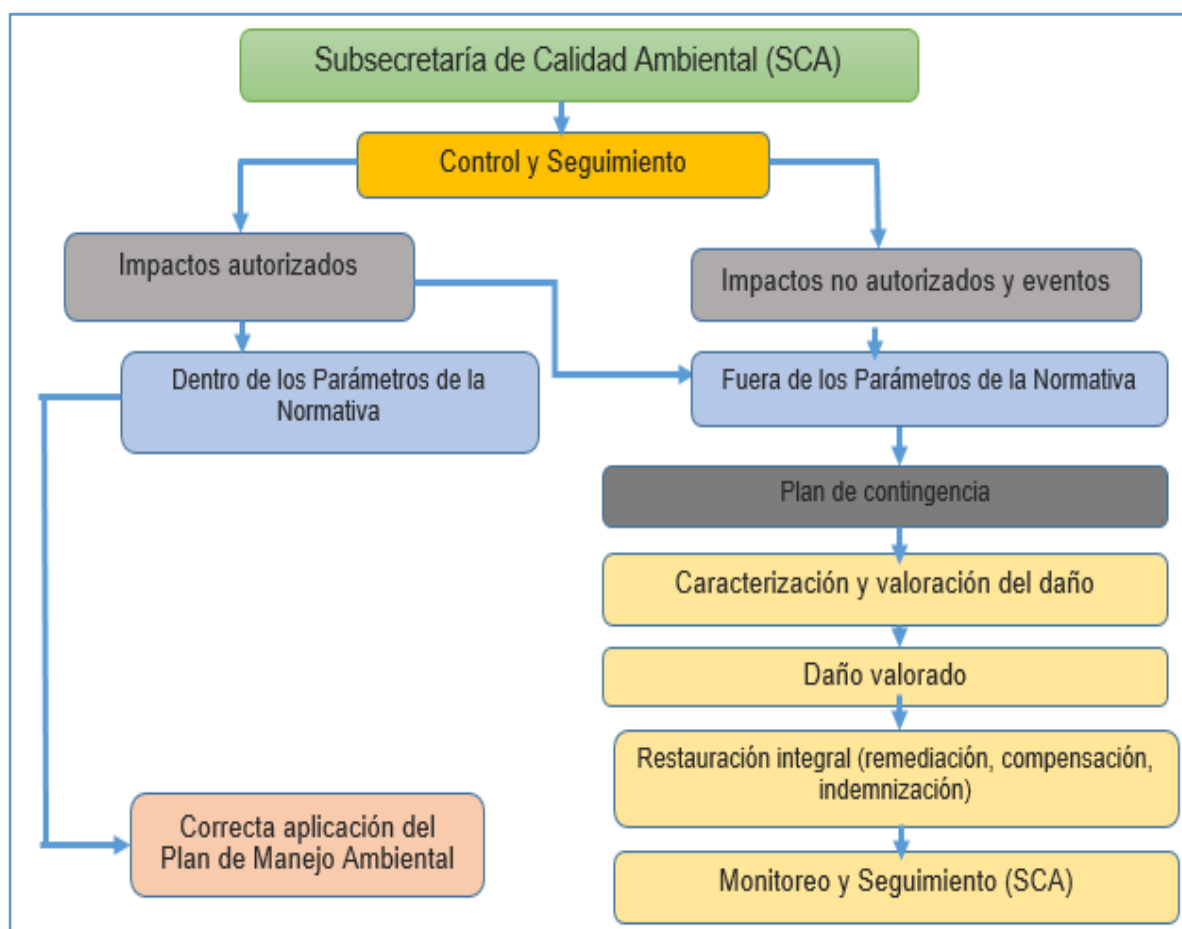 Subsecretaría de Calidad Ambiental (SCA)
Control y Seguimiento
Impactos autorizados
Impactos no autorizados y eventos
Dentro de los Parámetros de la
Normativa
Fuera de los Parámetros de la Normativa
Plan de contingencia
Caracterización y valoración del daño
Daño valorado
Restauración integral (remediación, compensación,
indemnización)
Correcta aplicación del
Plan de Manejo Ambiental
Monitoreo y Seguimiento (SCA)